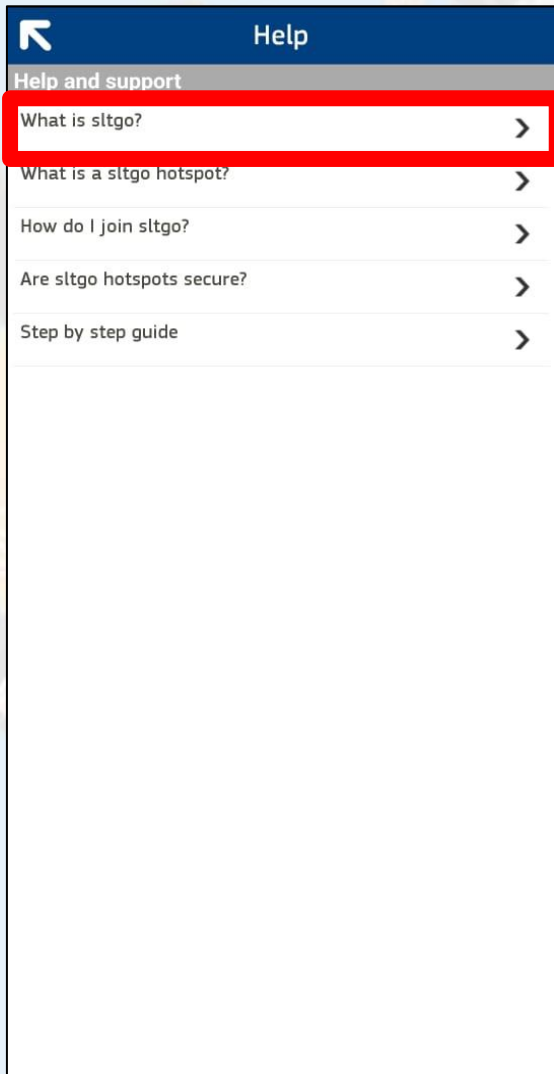 Help
Help and support
What is sltgo?
What is a sltgo hotspot?
How do I join sltgo?
Are sltgo hotspots secure?
Step by step guide